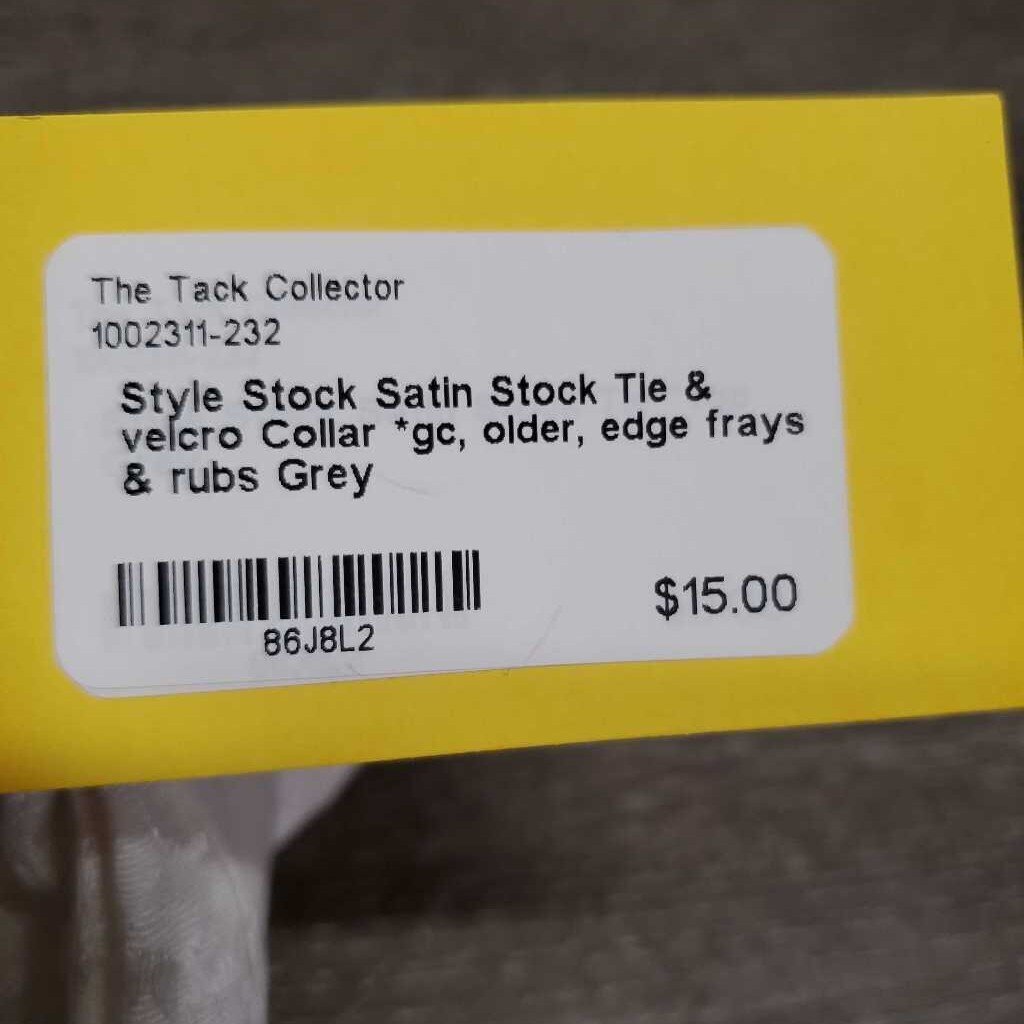 The Tack Collector
1002311-232
Style Stock Satin Stock Tie &
velcro Collar *gc, older, edge frays
& rubs Grey
86J8L2
$15.00